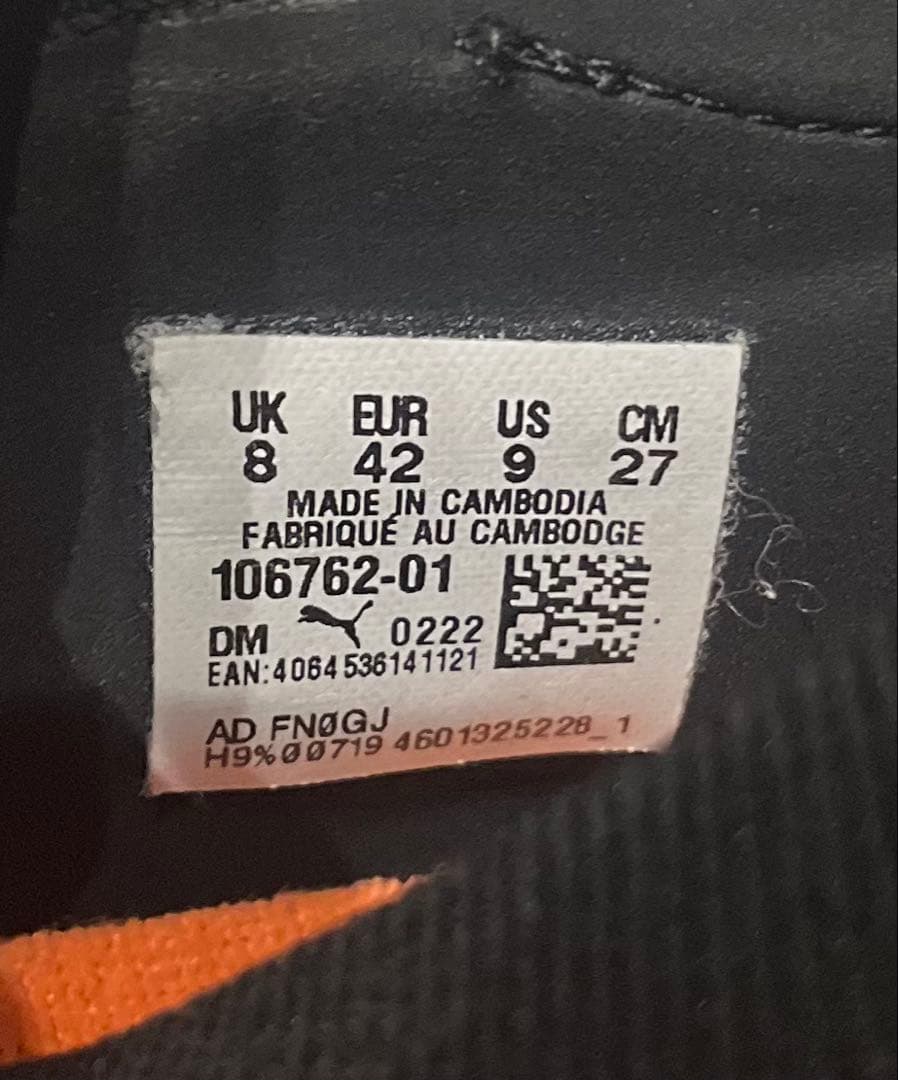 UK EUR US CM
8 42 9 27
MADE IN CAMBODIA
FABRIQUÉ AU CAMBODGE
106762-01
DM 0222
EAN:4064536141121
AD FNØGJ
H9%00719 4601325228_1